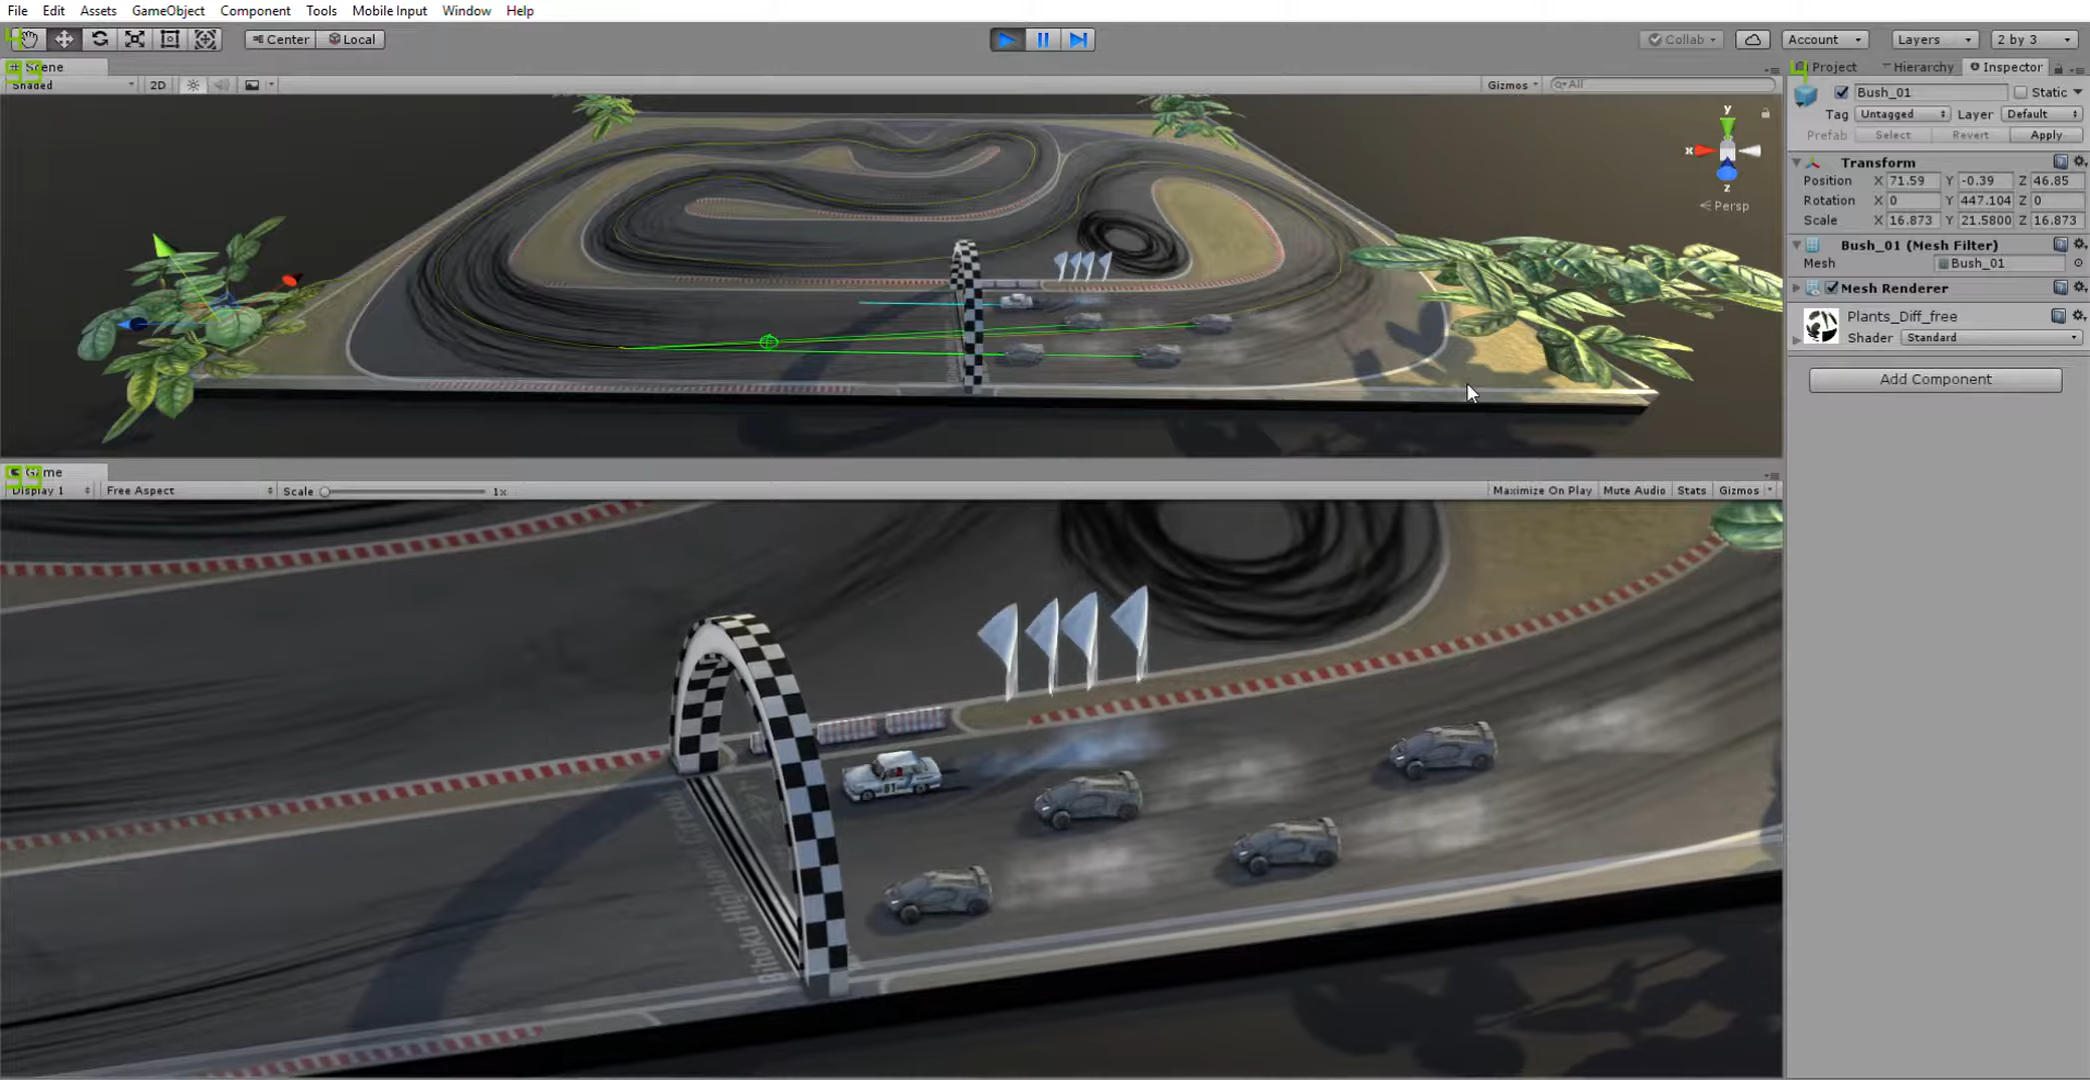 File Edit Assets GameObject Component Tools Mobile Input Window Help
Center Local Collab Account Layers 2 by 3
Scene Project Hierarchy Inspector
Shaded 2D Gizmos All
Bush_01 Static
Tag Untagged Layer Default
Prefab Select Revert Apply
Transform
Position X 71.59 Y -0.39 Z 46.85
Rotation X 0 Y 447.104 Z 0
Scale X 16.873 Y 21.5800 Z 16.873
Bush_01 (Mesh Filter)
Mesh Bush_01
Mesh Renderer
Plants_Diff_free
Shader Standard
Add Component
y
x
z
Persp
Game
Display 1 Free Aspect Scale 1x Maximize On Play Mute Audio Stats Gizmos
Bihoku Highland Circuit